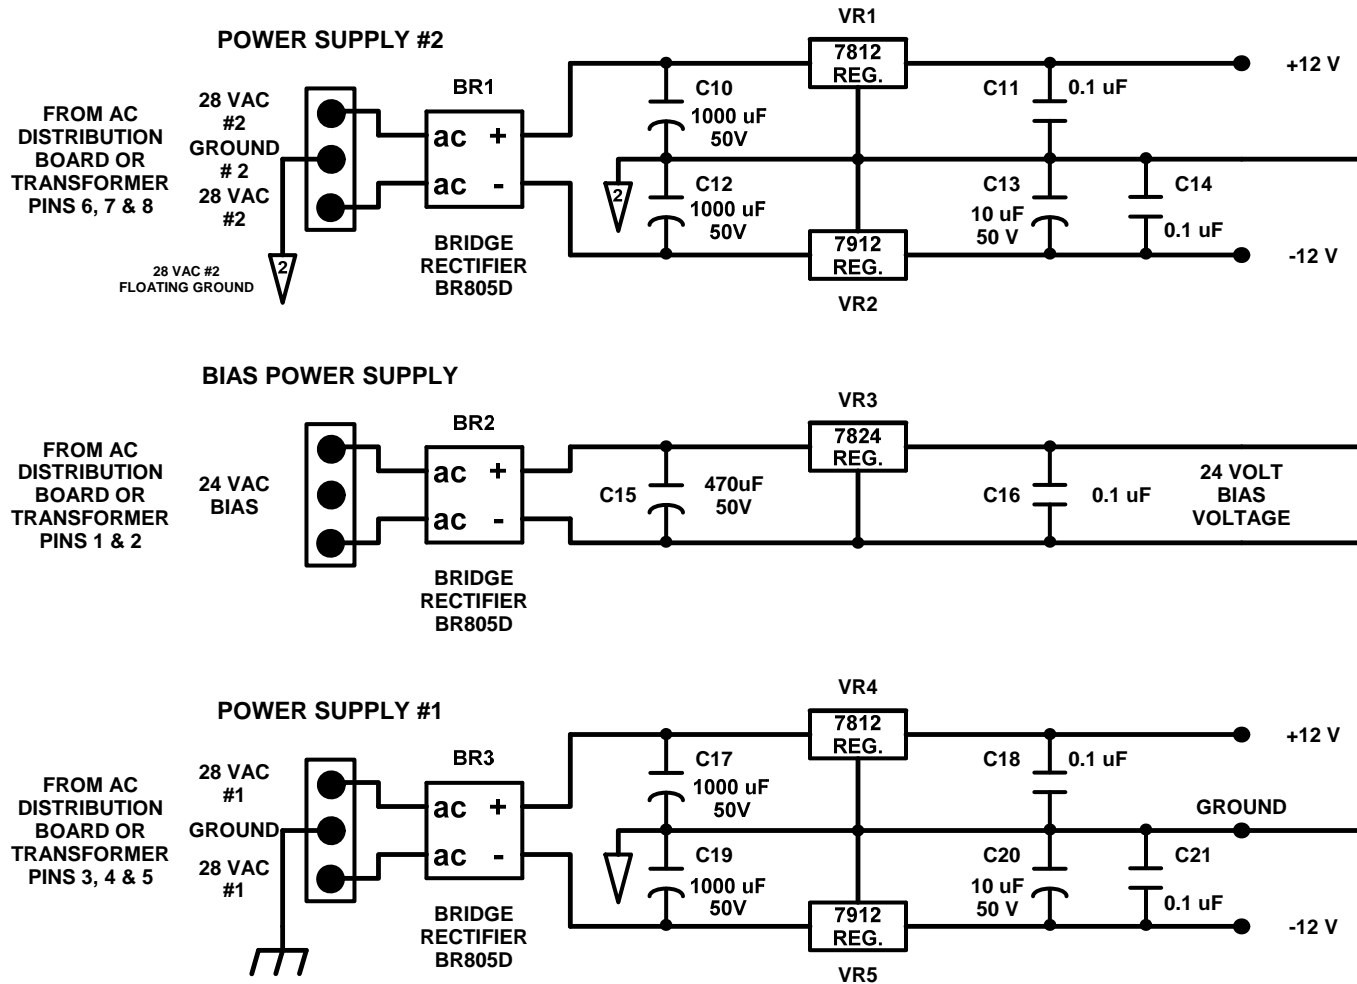 POWER SUPPLY #2
FROM AC
DISTRIBUTION
BOARD OR
TRANSFORMER
PINS 6, 7 & 8
28 VAC
#2
GROUND
# 2
28 VAC
#2
2
28 VAC #2
FLOATING GROUND
BR1
ac +
ac -
BRIDGE
RECTIFIER
BR805D
C10
1000 uF
50V
2
C12
1000 uF
50V
VR1
7812
REG.
7912
REG.
VR2
C11
0.1 uF
C13
10 uF
50 V
C14
0.1 uF
+12 V
-12 V
BIAS POWER SUPPLY
FROM AC
DISTRIBUTION
BOARD OR
TRANSFORMER
PINS 1 & 2
24 VAC
BIAS
BR2
ac +
ac -
BRIDGE
RECTIFIER
BR805D
C15
470uF
50V
VR3
7824
REG.
C16
0.1 uF
24 VOLT
BIAS
VOLTAGE
POWER SUPPLY #1
FROM AC
DISTRIBUTION
BOARD OR
TRANSFORMER
PINS 3, 4 & 5
28 VAC
#1
GROUND
28 VAC
#1
BR3
ac +
ac -
BRIDGE
RECTIFIER
BR805D
C17
1000 uF
50V
C19
1000 uF
50V
VR4
7812
REG.
7912
REG.
VR5
C18
0.1 uF
C20
10 uF
50 V
C21
0.1 uF
+12 V
GROUND
-12 V